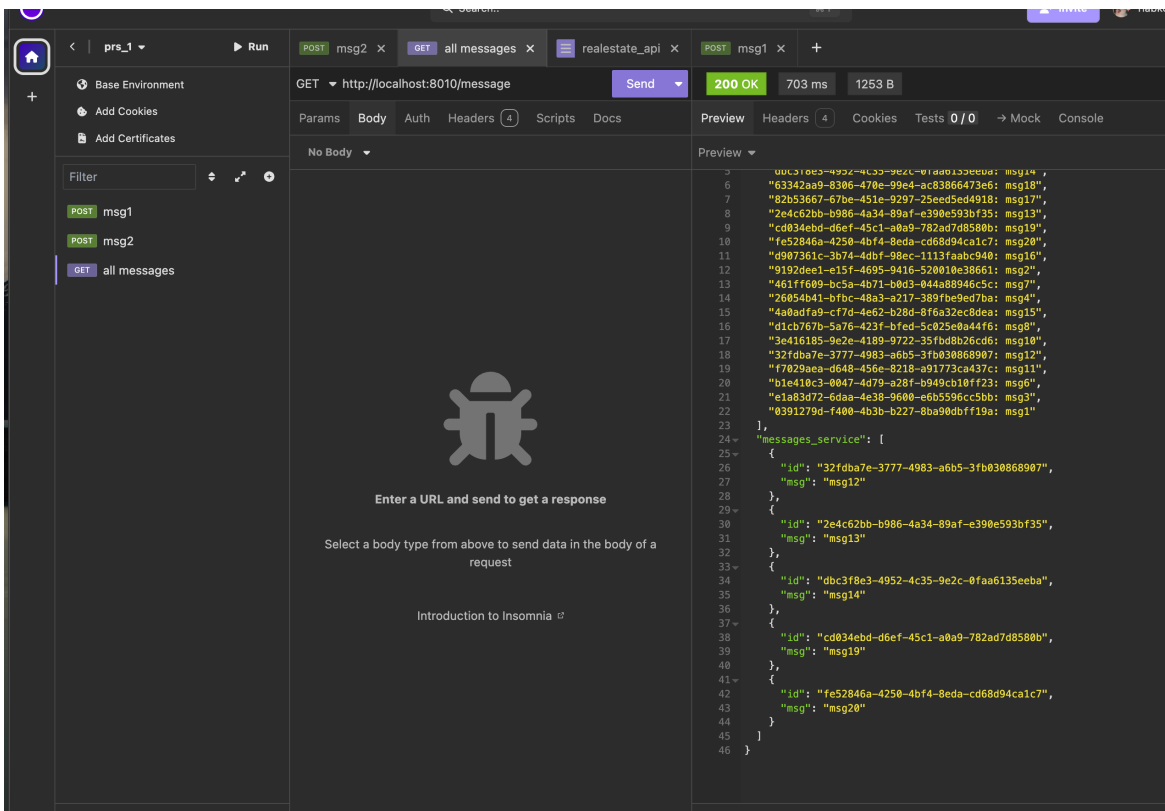 Search..
Invite
prs_1
Run
Base Environment
Add Cookies
Add Certificates
Filter
POST msg1
POST msg2
GET all messages
POST msg2 × GET all messages × realestate_api ×
GET http://localhost:8010/message Send
Params Body Auth Headers 4 Scripts Docs
No Body
Enter a URL and send to get a response
Select a body type from above to send data in the body of a
request
Introduction to Insomnia
POST msg1 × +
200 OK 703 ms 1253 B
Preview Headers 4 Cookies Tests 0 / 0 → Mock Console
Preview
5 "dbc3f8e3-4952-4c35-9e2c-0faa6135eeba: msg14",
6 "63342aa9-8306-470e-99e4-ac83866473e6: msg18",
7 "82b53667-67be-451e-9297-25eed5ed4918: msg17",
8 "2e4c62bb-b986-4a34-89af-e390e593bf35: msg13",
9 "cd034ebd-d6ef-45c1-a0a9-782ad7d8580b: msg19",
10 "fe52846a-4250-4bf4-8eda-cd68d94ca1c7: msg20",
11 "d907361c-3b74-4dbf-98ec-1113faabc940: msg16",
12 "9192dee1-e15f-4695-9416-520010e38661: msg2",
13 "461ff609-bc5a-4b71-b0d3-044a88946c5c: msg7",
14 "26054b41-bfbc-48a3-a217-389fbe9ed7ba: msg4",
15 "4a0adfa9-cf7d-4e62-b28d-8f6a32ec8dea: msg15",
16 "d1cb767b-5a76-423f-bfed-5c025e0a44f6: msg8",
17 "3e416185-9e2e-4189-9722-35fbd8b26cd6: msg10",
18 "32fdba7e-3777-4983-a6b5-3fb030868907: msg12",
19 "f7029aea-d648-456e-8218-a91773ca437c: msg11",
20 "b1e410c3-0047-4d79-a28f-b949cb10ff23: msg6",
21 "e1a83d72-6daa-4e38-9600-e6b5596cc5bb: msg3",
22 "0391279d-f400-4b3b-b227-8ba90dbff19a: msg1"
23 ],
24 "messages_service": [
25 {
26 "id": "32fdba7e-3777-4983-a6b5-3fb030868907",
27 "msg": "msg12"
28 },
29 {
30 "id": "2e4c62bb-b986-4a34-89af-e390e593bf35",
31 "msg": "msg13"
32 },
33 {
34 "id": "dbc3f8e3-4952-4c35-9e2c-0faa6135eeba",
35 "msg": "msg14"
36 },
37 {
38 "id": "cd034ebd-d6ef-45c1-a0a9-782ad7d8580b",
39 "msg": "msg19"
40 },
41 {
42 "id": "fe52846a-4250-4bf4-8eda-cd68d94ca1c7",
43 "msg": "msg20"
44 }
45 ]
46 }